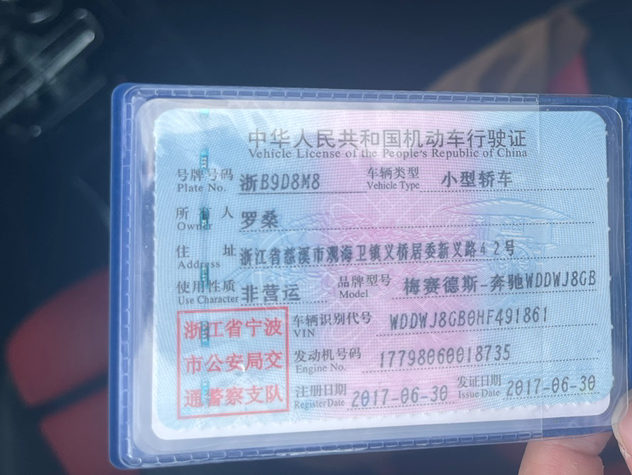 中华人民共和国机动车行驶证
Vehicle License of the People's Republic of China
号牌号码 浙B9D8M8 车辆类型 小型轿车
Plate No. Vehicle Type
所有人 罗桑
Owner
住址 浙江省慈溪市观海卫镇义桥居委新义路42号
Address
使用性质 非营运 品牌型号 梅赛德斯-奔驰WDDWJ8GB
Use Character Model
浙江省宁波
市公安局交
通警察支队
车辆识别代号 WDDWJ8GB0HF491861
VIN
发动机号码 17798060018735
Engine No.
注册日期 2017-06-30 发证日期 2017-06-30
Register Date Issue Date